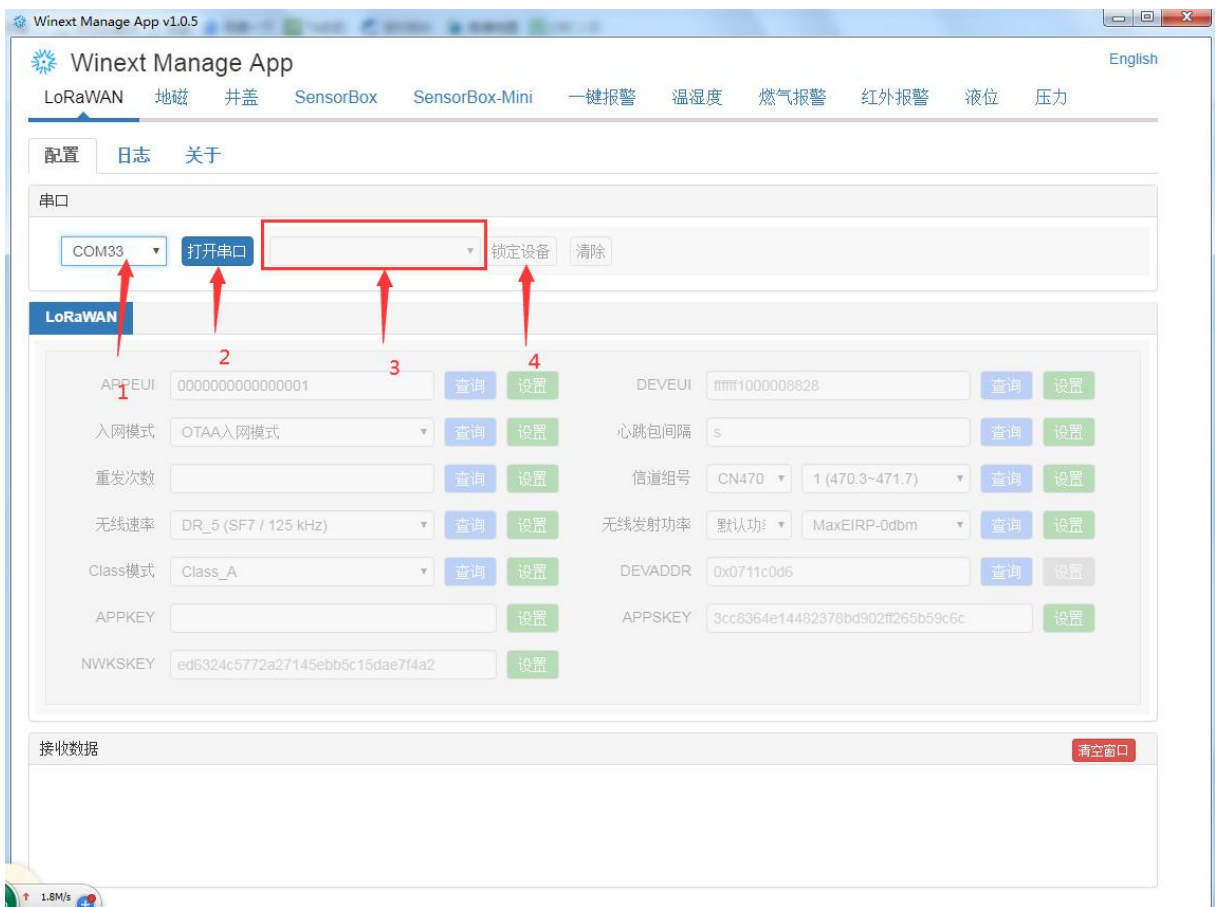 Winext Manage App v1.0.5
Winext Manage App
English
LoRaWAN 地磁 井盖 SensorBox SensorBox-Mini 一键报警 温湿度 燃气报警 红外报警 液位 压力
配置 日志 关于
串口
COM33 打开串口 锁定设备 清除
LoRaWAN
1 2 3 4
APPEUI 0000000000000001 查询 设置 DEVEUI ffffff1000008828 查询 设置
入网模式 OTAA入网模式 查询 设置 心跳包间隔 s 查询 设置
重发次数 查询 设置 信道组号 CN470 1 (470.3~471.7) 查询 设置
无线速率 DR_5 (SF7 / 125 kHz) 查询 设置 无线发射功率 默认功 MaxEIRP-0dbm 查询 设置
Class模式 Class_A 查询 设置 DEVADDR 0x0711c0d6 查询 设置
APPKEY 设置 APPSKEY 3cc8364e14482378bd902ff265b59c6c 设置
NWKSKEY ed6324c5772a27145ebb5c15dae7f4a2 设置
接收数据 清空窗口
1.8M/s